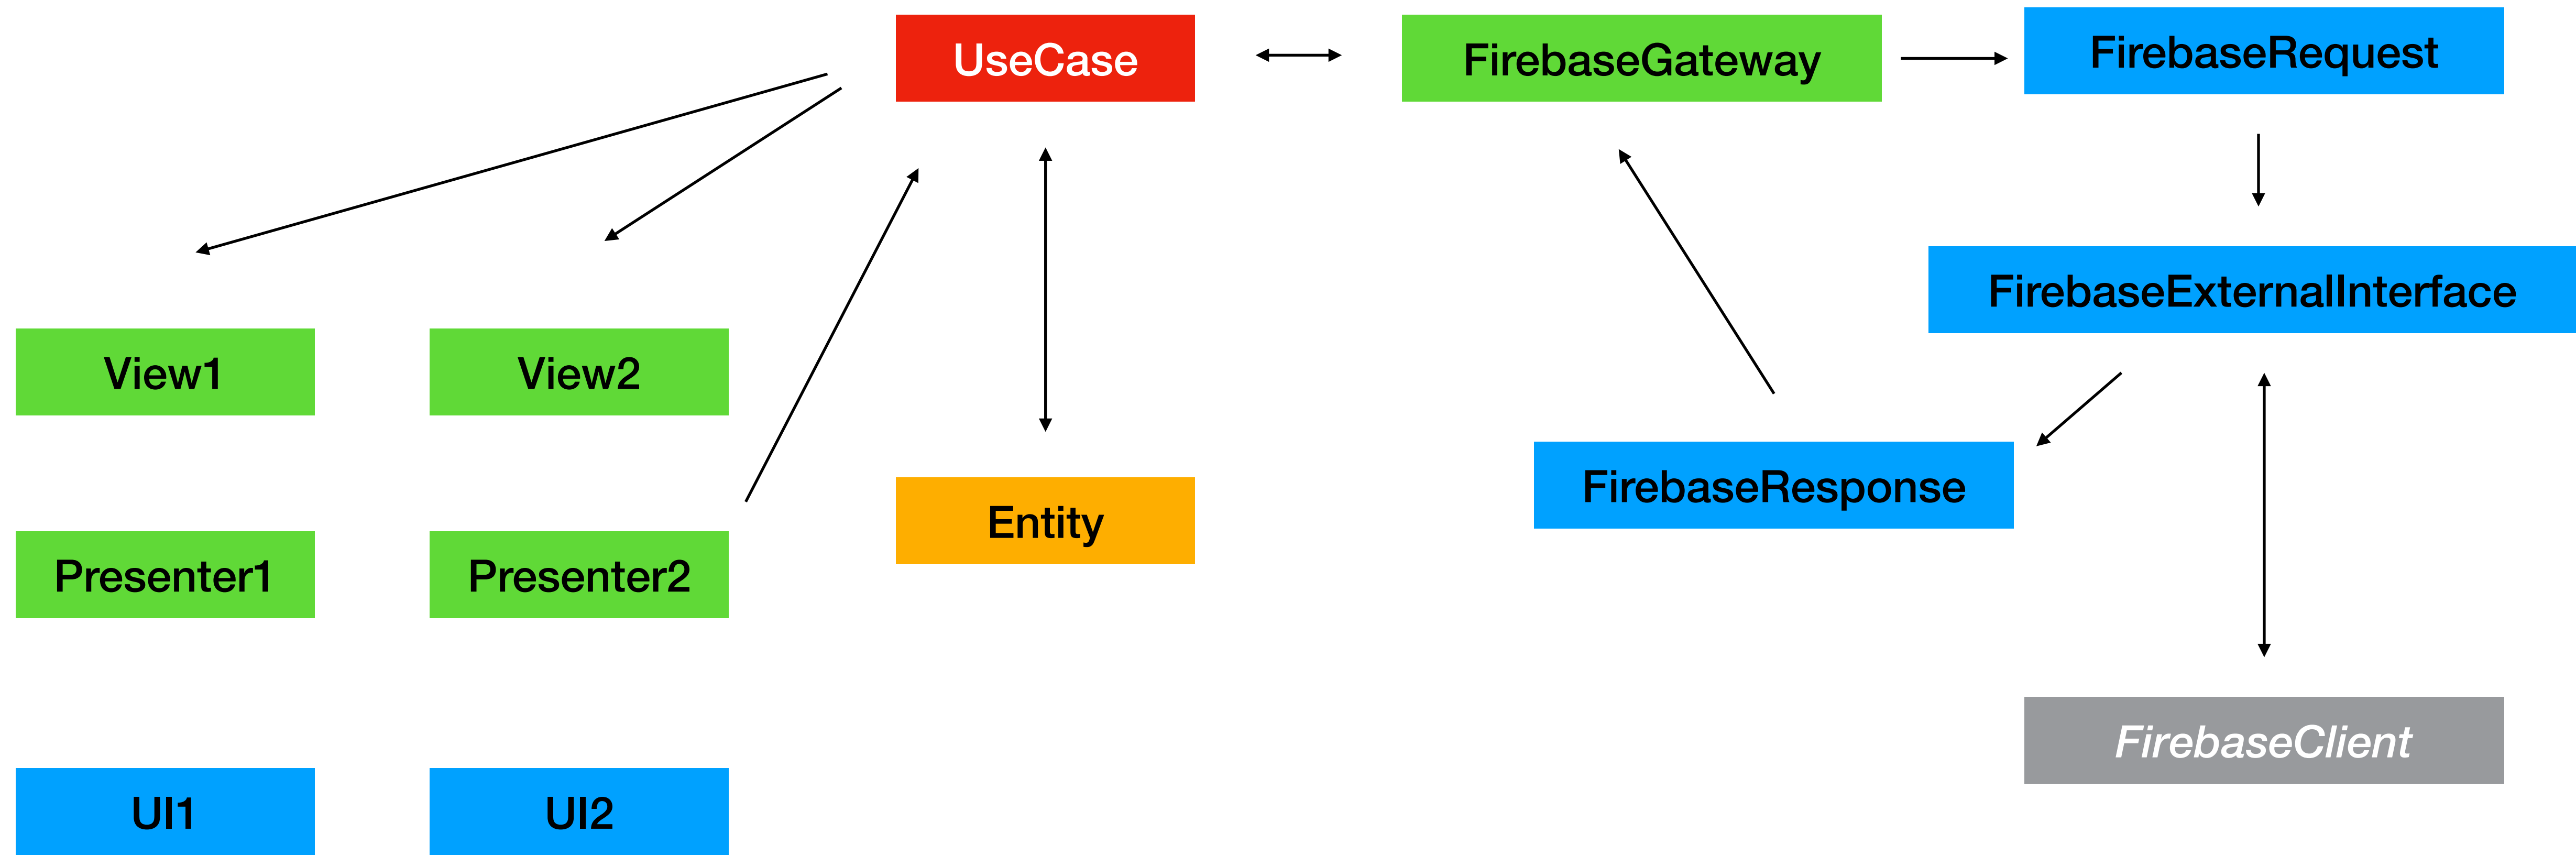 UseCase
FirebaseGateway
FirebaseRequest
FirebaseExternalInterface
View1
View2
FirebaseResponse
Entity
Presenter1
Presenter2
FirebaseClient
UI1
UI2